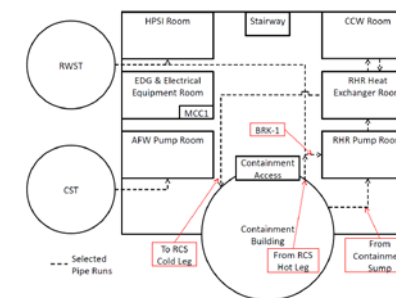 HPSI Room
Stairway
CCW Room
RWST
EDG & Electrical
Equipment Room
MCC1
RHR Heat
Exchanger Room
BRK-1
AFW Pump Room
RHR Pump Room
Containment
Access
CST
Containment
Building
To RCS
Cold Leg
From RCS
Hot Leg
From
Containme
Sump
Selected
Pipe Runs